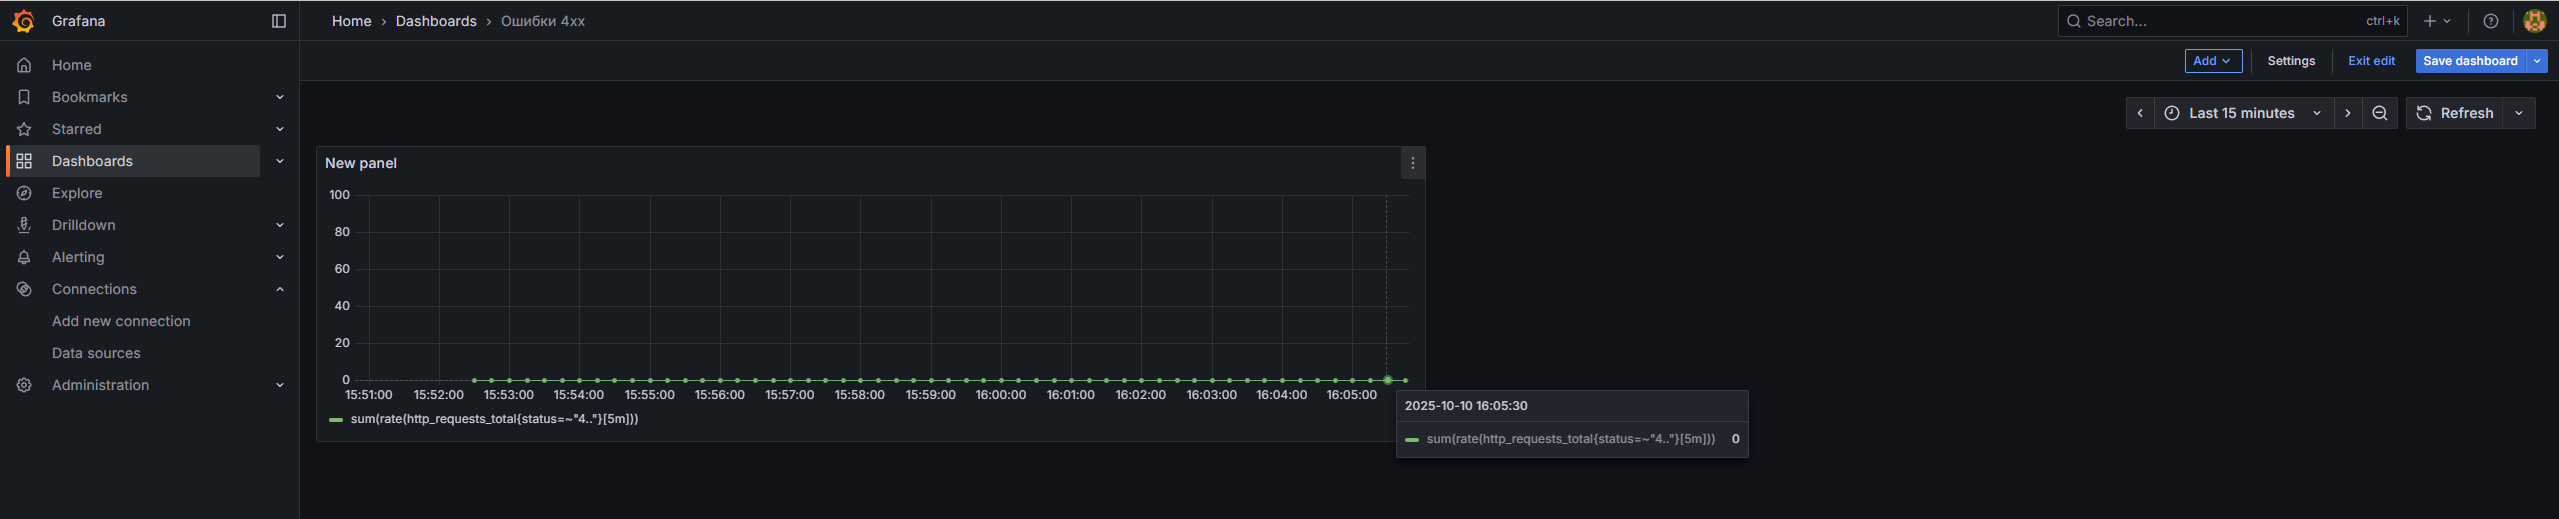 Grafana
Home › Dashboards › Ошибки 4xx
Search...
ctrl+k
Home
Bookmarks
Starred
Dashboards
Explore
Drilldown
Alerting
Connections
Add new connection
Data sources
Administration
Add
Settings
Exit edit
Save dashboard
Last 15 minutes
Refresh
New panel
100
80
60
40
20
0
15:51:00 15:52:00 15:53:00 15:54:00 15:55:00 15:56:00 15:57:00 15:58:00 15:59:00 16:00:00 16:01:00 16:02:00 16:03:00 16:04:00 16:05:00
sum(rate(http_requests_total{status=~"4.."}[5m]))
2025-10-10 16:05:30
sum(rate(http_requests_total{status=~"4.."}[5m])) 0